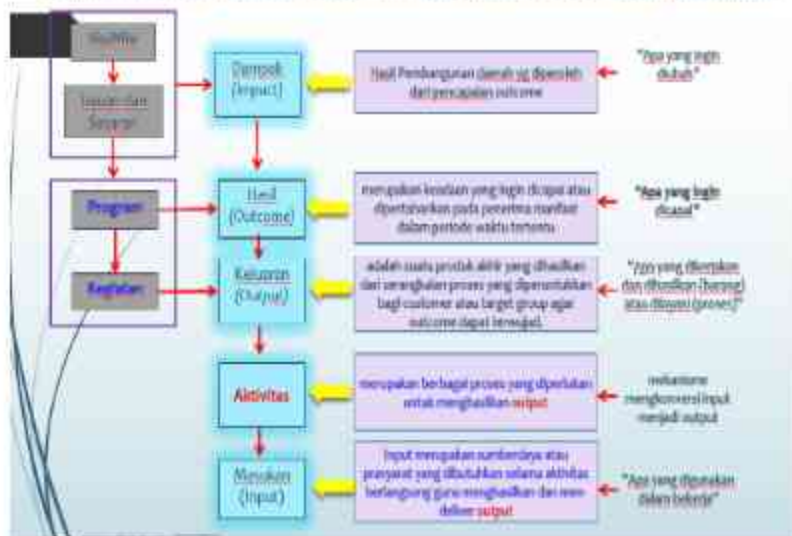 Visi/Misi
Tujuan dan
Sasaran
Program
Kegiatan
Dampak
(Impact)
Hasil
(Outcome)
Keluaran
(Output)
Aktivitas
Masukan
(Input)
Hasil Pembangunan daerah yg diperoleh
dari pencapaian outcome
merupakan keadaan yang ingin dicapai atau
dipertahankan pada penerima manfaat
dalam periode waktu tertentu
adalah suatu produk akhir yang dihasilkan
dari serangkaian proses yang diperuntukkan
bagi customer atau target group agar
outcome dapat terwujud.
merupakan berbagai proses yang diperlukan
untuk menghasilkan output
Input merupakan sumberdaya atau
prasyarat yang dibutuhkan selama aktivitas
berlangsung guna menghasilkan dan men-
deliver output
"Apa yang ingin
diubah"
"Apa yang ingin
dicapai"
"Apa yang dikerjakan
dan dihasilkan (barang)
atau dilayani (proses)"
mekanisme
mengkonversi input
menjadi output
"Apa yang digunakan
dalam bekerja"